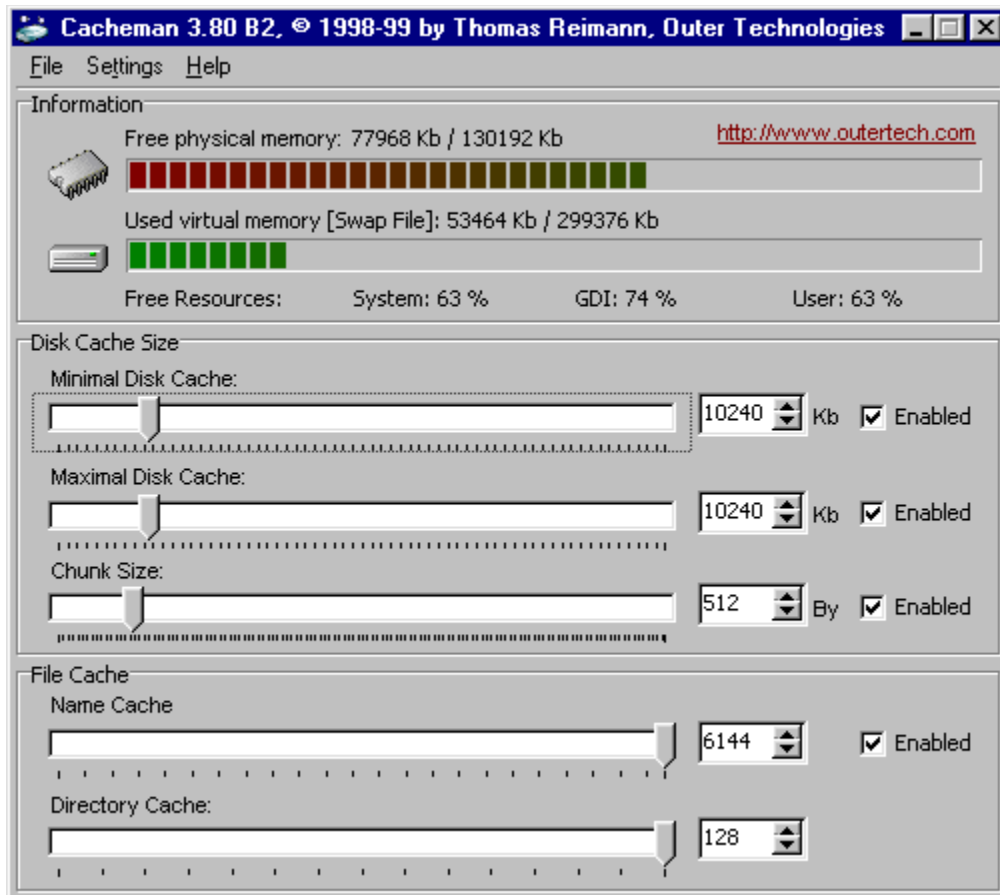 Cacheman 3.80 B2, © 1998-99 by Thomas Reimann, Outer Technologies
File Settings Help
Information
Free physical memory: 77968 Kb / 130192 Kb
http://www.outertech.com
Used virtual memory [Swap File]: 53464 Kb / 299376 Kb
Free Resources: System: 63 % GDI: 74 % User: 63 %
Disk Cache Size
Minimal Disk Cache:
10240 Kb Enabled
Maximal Disk Cache:
10240 Kb Enabled
Chunk Size:
512 By Enabled
File Cache
Name Cache
6144 Enabled
Directory Cache:
128